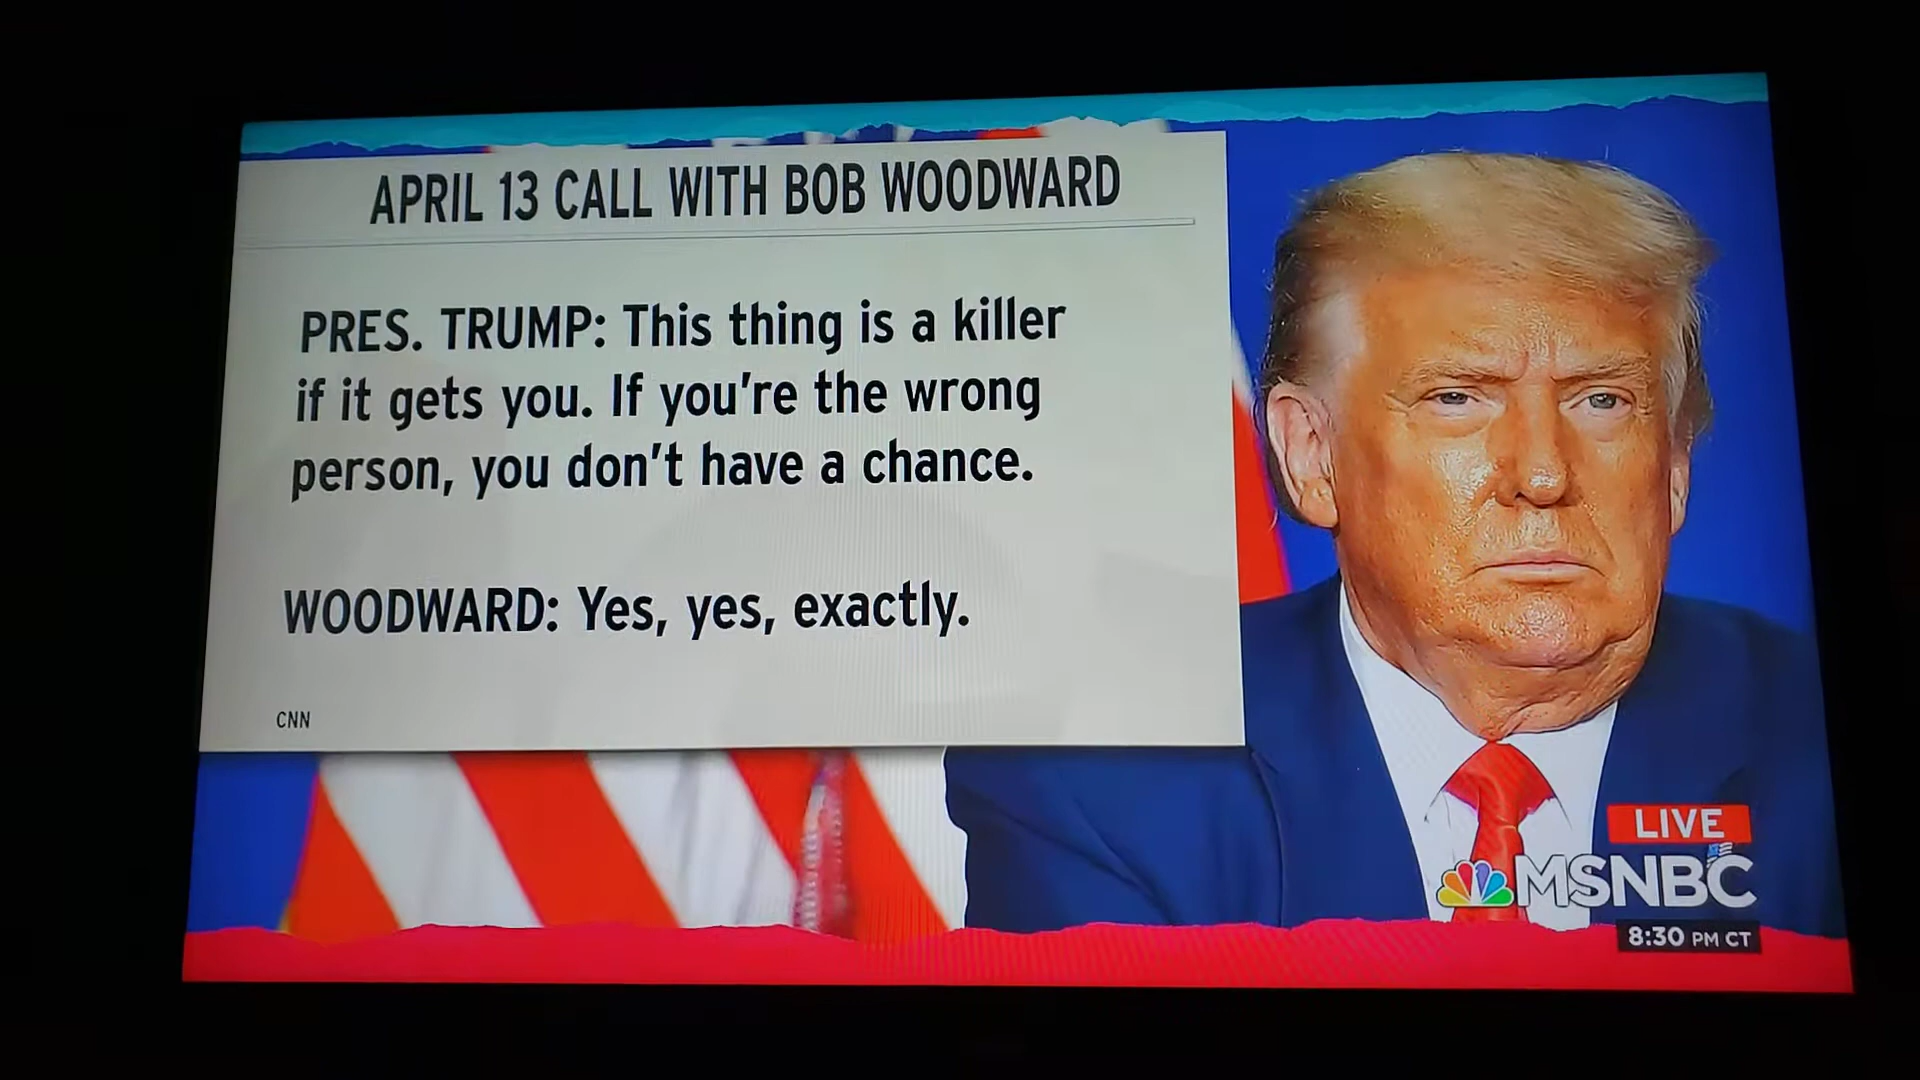 APRIL 13 CALL WITH BOB WOODWARD
PRES. TRUMP: This thing is a killer
if it gets you. If you're the wrong
person, you don't have a chance.
WOODWARD: Yes, yes, exactly.
CNN
LIVE
MSNBC
8:30 PM CT